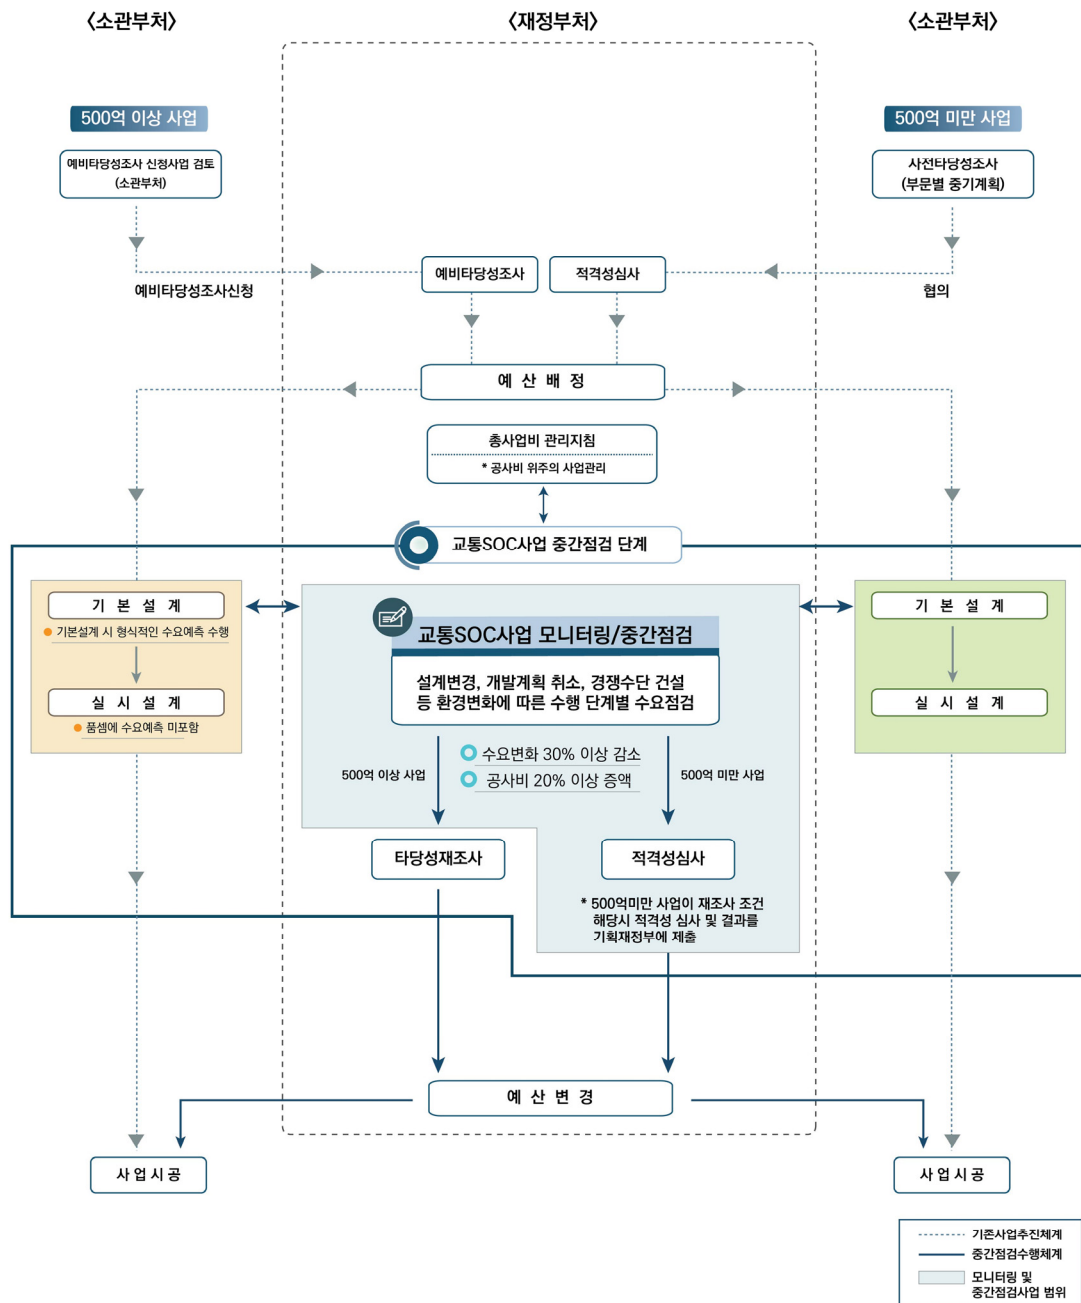 〈소관부처〉
〈재정부처〉
〈소관부처〉
500억 이상 사업
500억 미만 사업
예비타당성조사 신청사업 검토
(소관부처)
사전타당성조사
(부문별 중기계획)
예비타당성조사
적격성심사
예비타당성조사신청
협의
예 산 배 정
총사업비 관리지침
* 공사비 위주의 사업관리
교통SOC사업 중간점검 단계
기 본 설 계
기본설계 시 형식적인 수요예측 수행
실 시 설 계
품셈에 수요예측 미포함
교통SOC사업 모니터링/중간점검
설계변경, 개발계획 취소, 경쟁수단 건설
등 환경변화에 따른 수행 단계별 수요점검
수요변화 30% 이상 감소
공사비 20% 이상 증액
500억 이상 사업
500억 미만 사업
기 본 설 계
실 시 설 계
타당성재조사
적격성심사
* 500억미만 사업이 재조사 조건
해당시 적격성 심사 및 결과를
기획재정부에 제출
예 산 변 경
사 업 시 공
사 업 시 공
기존사업추진체계
중간점검수행체계
모니터링 및
중간점검사업 범위